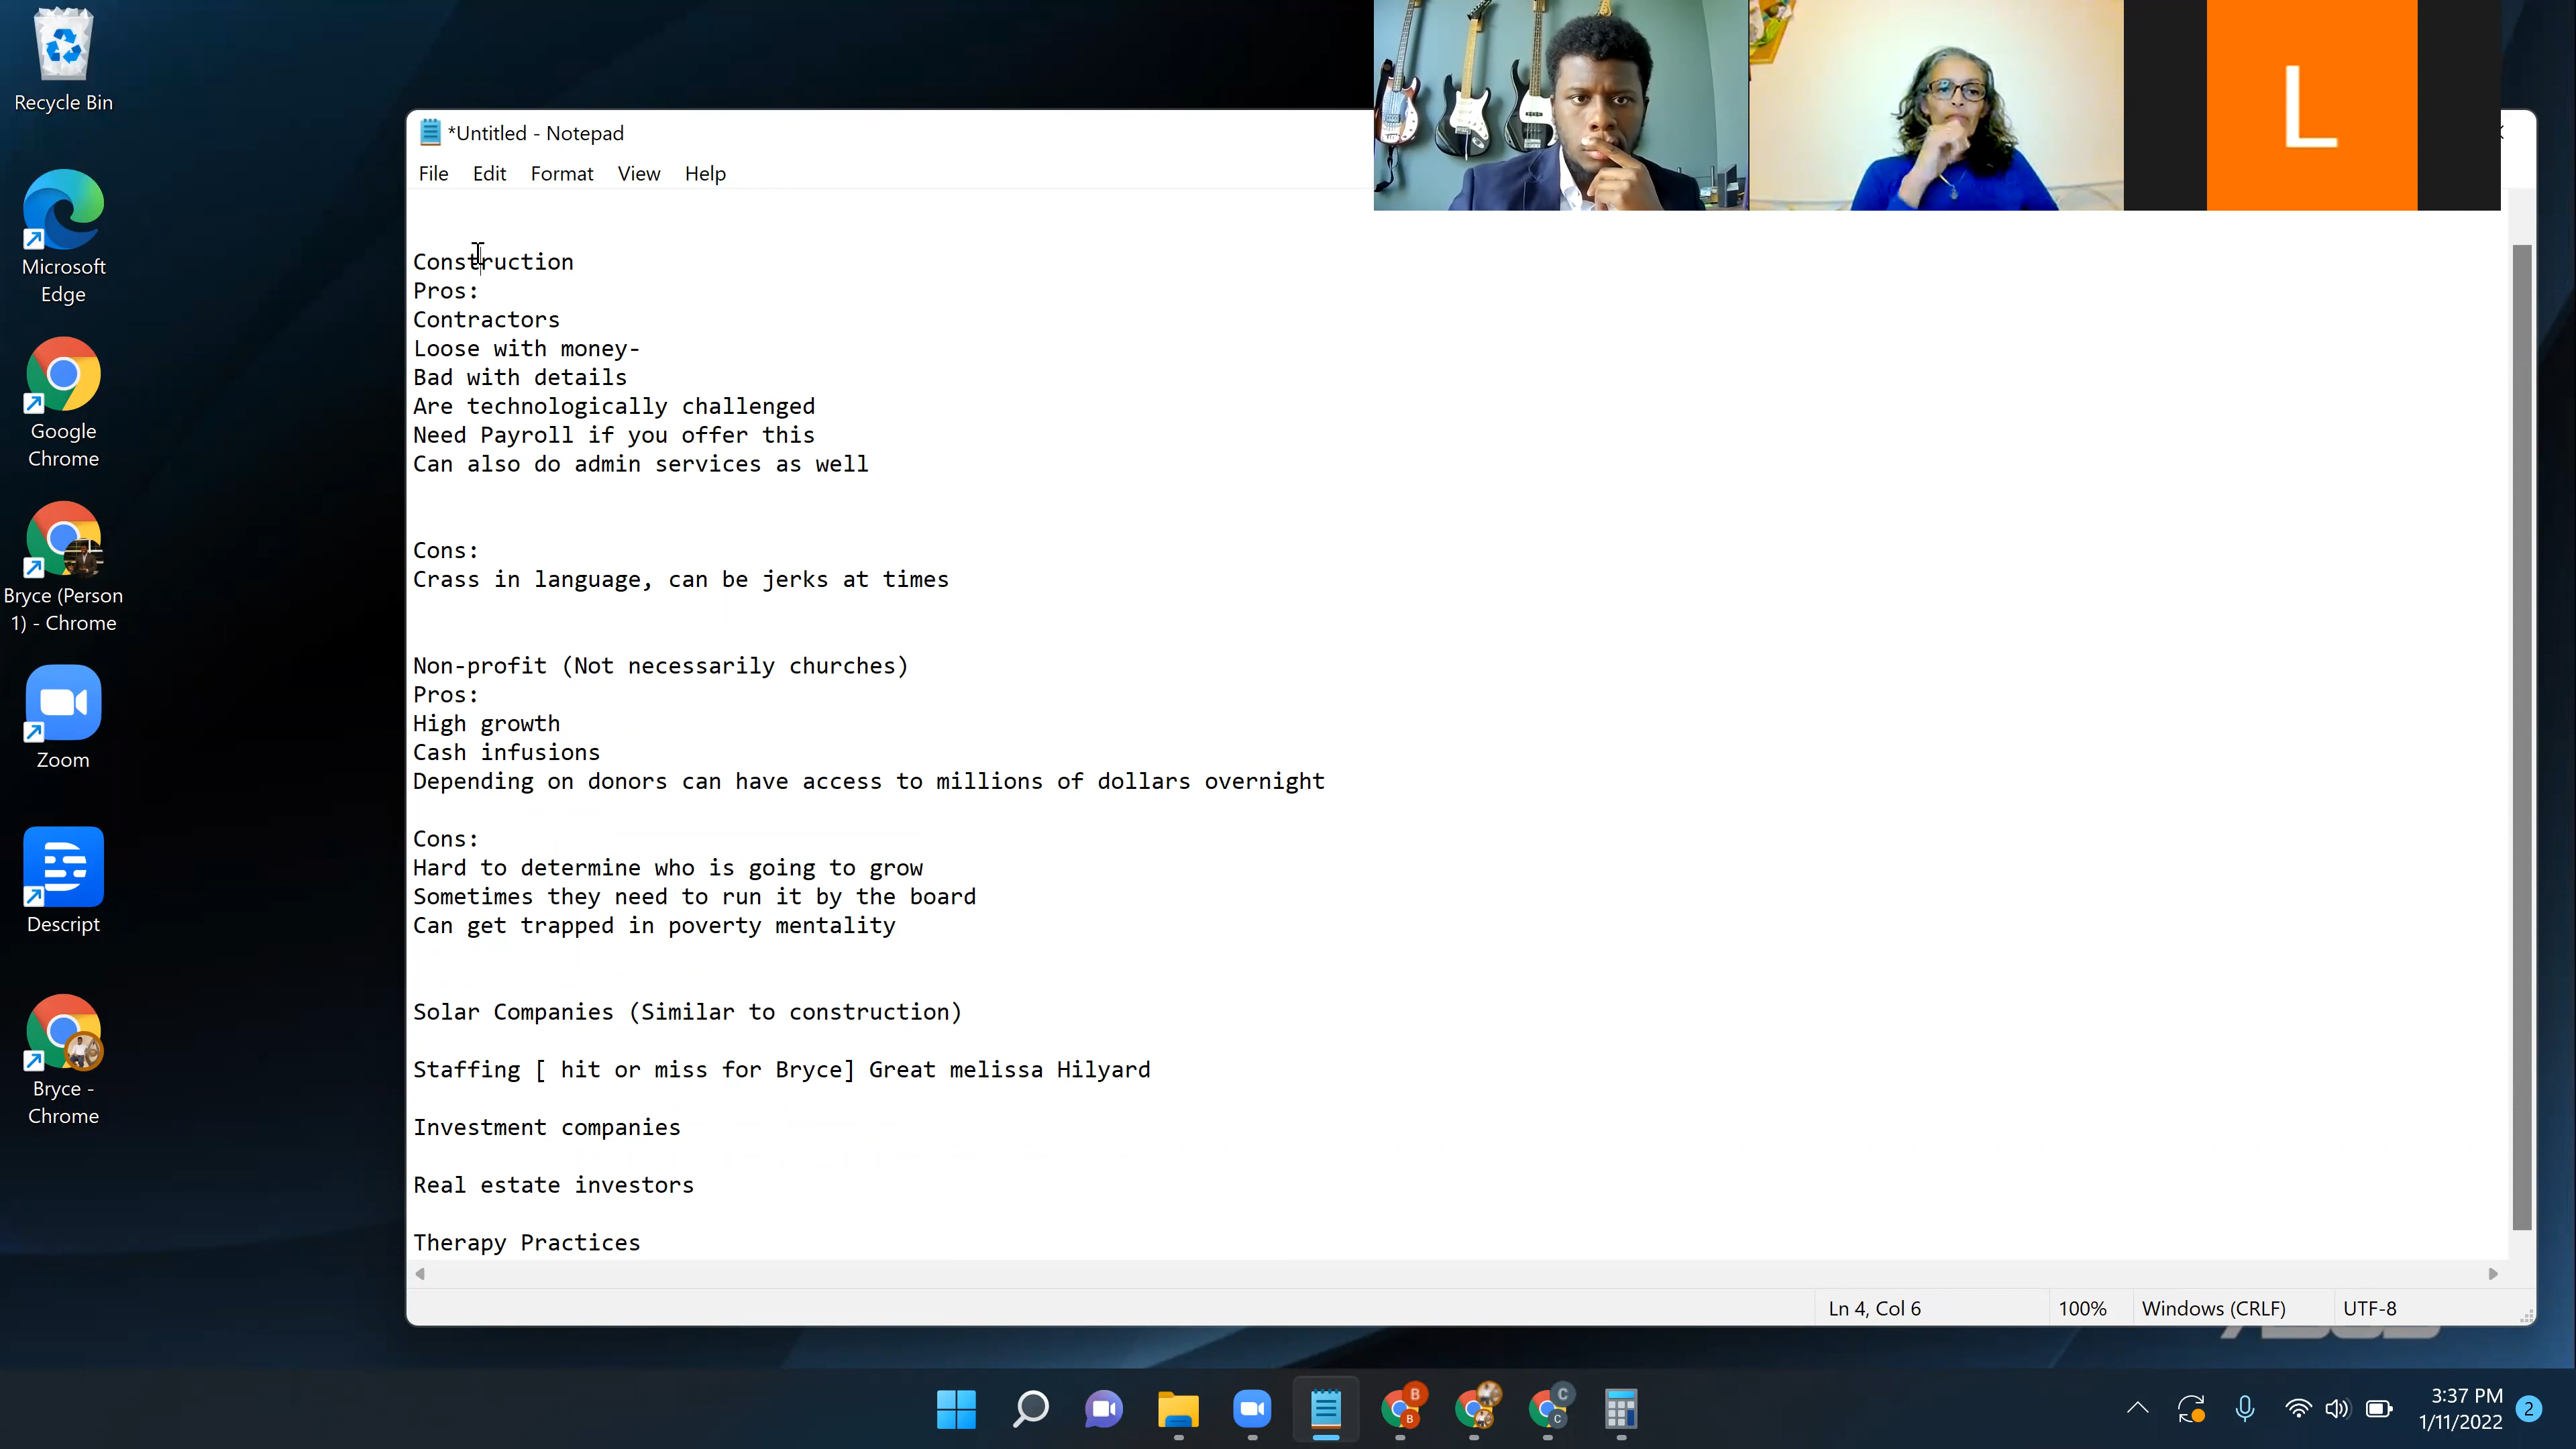 Recycle Bin
Microsoft
Edge
Google
Chrome
Bryce (Person
1) - Chrome
Zoom
Descript
Bryce -
Chrome
*Untitled - Notepad
File Edit Format View Help
Construction
Pros:
Contractors
Loose with money-
Bad with details
Are technologically challenged
Need Payroll if you offer this
Can also do admin services as well
Cons:
Crass in language, can be jerks at times
Non-profit (Not necessarily churches)
Pros:
High growth
Cash infusions
Depending on donors can have access to millions of dollars overnight
Cons:
Hard to determine who is going to grow
Sometimes they need to run it by the board
Can get trapped in poverty mentality
Solar Companies (Similar to construction)
Staffing [ hit or miss for Bryce] Great melissa Hilyard
Investment companies
Real estate investors
Therapy Practices
Ln 4, Col 6 100% Windows (CRLF) UTF-8
L
B
B
C
C
3:37 PM
1/11/2022
2